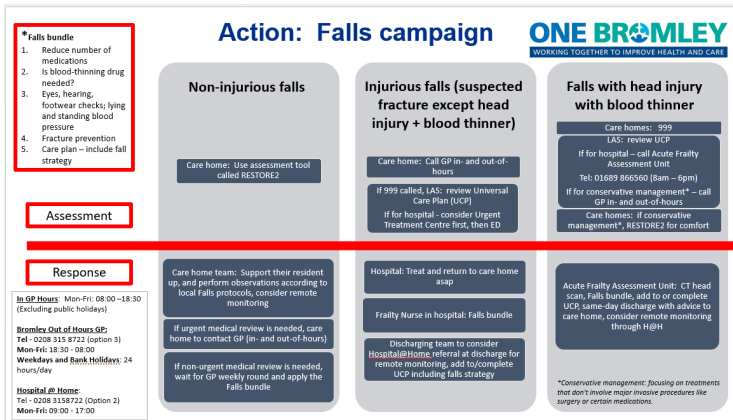 Action: Falls campaign
ONE BROMLEY
WORKING TOGETHER TO IMPROVE HEALTH AND CARE
*Falls bundle
1. Reduce number of
medications
2. Is blood-thinning drug
needed?
3. Eyes, hearing,
footwear checks; lying
and standing blood
pressure
4. Fracture prevention
5. Care plan – include fall
strategy
Assessment
Response
In GP Hours: Mon-Fri: 08:00 –18:30
(Excluding public holidays)
Bromley Out of Hours GP:
Tel - 0208 315 8722 (option 3)
Mon-Fri: 18:30 - 08:00
Weekdays and Bank Holidays: 24
hours/day
Hospital @ Home:
Tel - 0208 3158722 (Option 2)
Mon-Fri: 09:00 - 17:00
Non-injurious falls
Care home: Use assessment tool
called RESTORE2
Care home team: Support their resident
up, and perform observations according to
local Falls protocols, consider remote
monitoring
If urgent medical review is needed, care
home to contact GP (in- and out-of-hours)
If non-urgent medical review is needed,
wait for GP weekly round and apply the
Falls bundle
Injurious falls (suspected
fracture except head
injury + blood thinner)
Care home: Call GP in- and out-of-
hours
If 999 called, LAS: review Universal
Care Plan (UCP)
If for hospital - consider Urgent
Treatment Centre first, then ED
Hospital: Treat and return to care home
asap
Frailty Nurse in hospital: Falls bundle
Discharging team to consider
Hospital@Home referral at discharge for
remote monitoring, add to/complete
UCP including falls strategy
Falls with head injury
with blood thinner
Care homes: 999
LAS: review UCP
If for hospital – call Acute Frailty
Assessment Unit
Tel: 01689 866560 (8am – 6pm)
If for conservative management* – call
GP in- and out-of-hours
Care homes: if conservative
management*, RESTORE2 for comfort
Acute Frailty Assessment Unit: CT head
scan, Falls bundle, add to or complete
UCP, same-day discharge with advice to
care home, consider remote monitoring
through H@H
*Conservative management: focusing on treatments
that don't involve major invasive procedures like
surgery or certain medications.